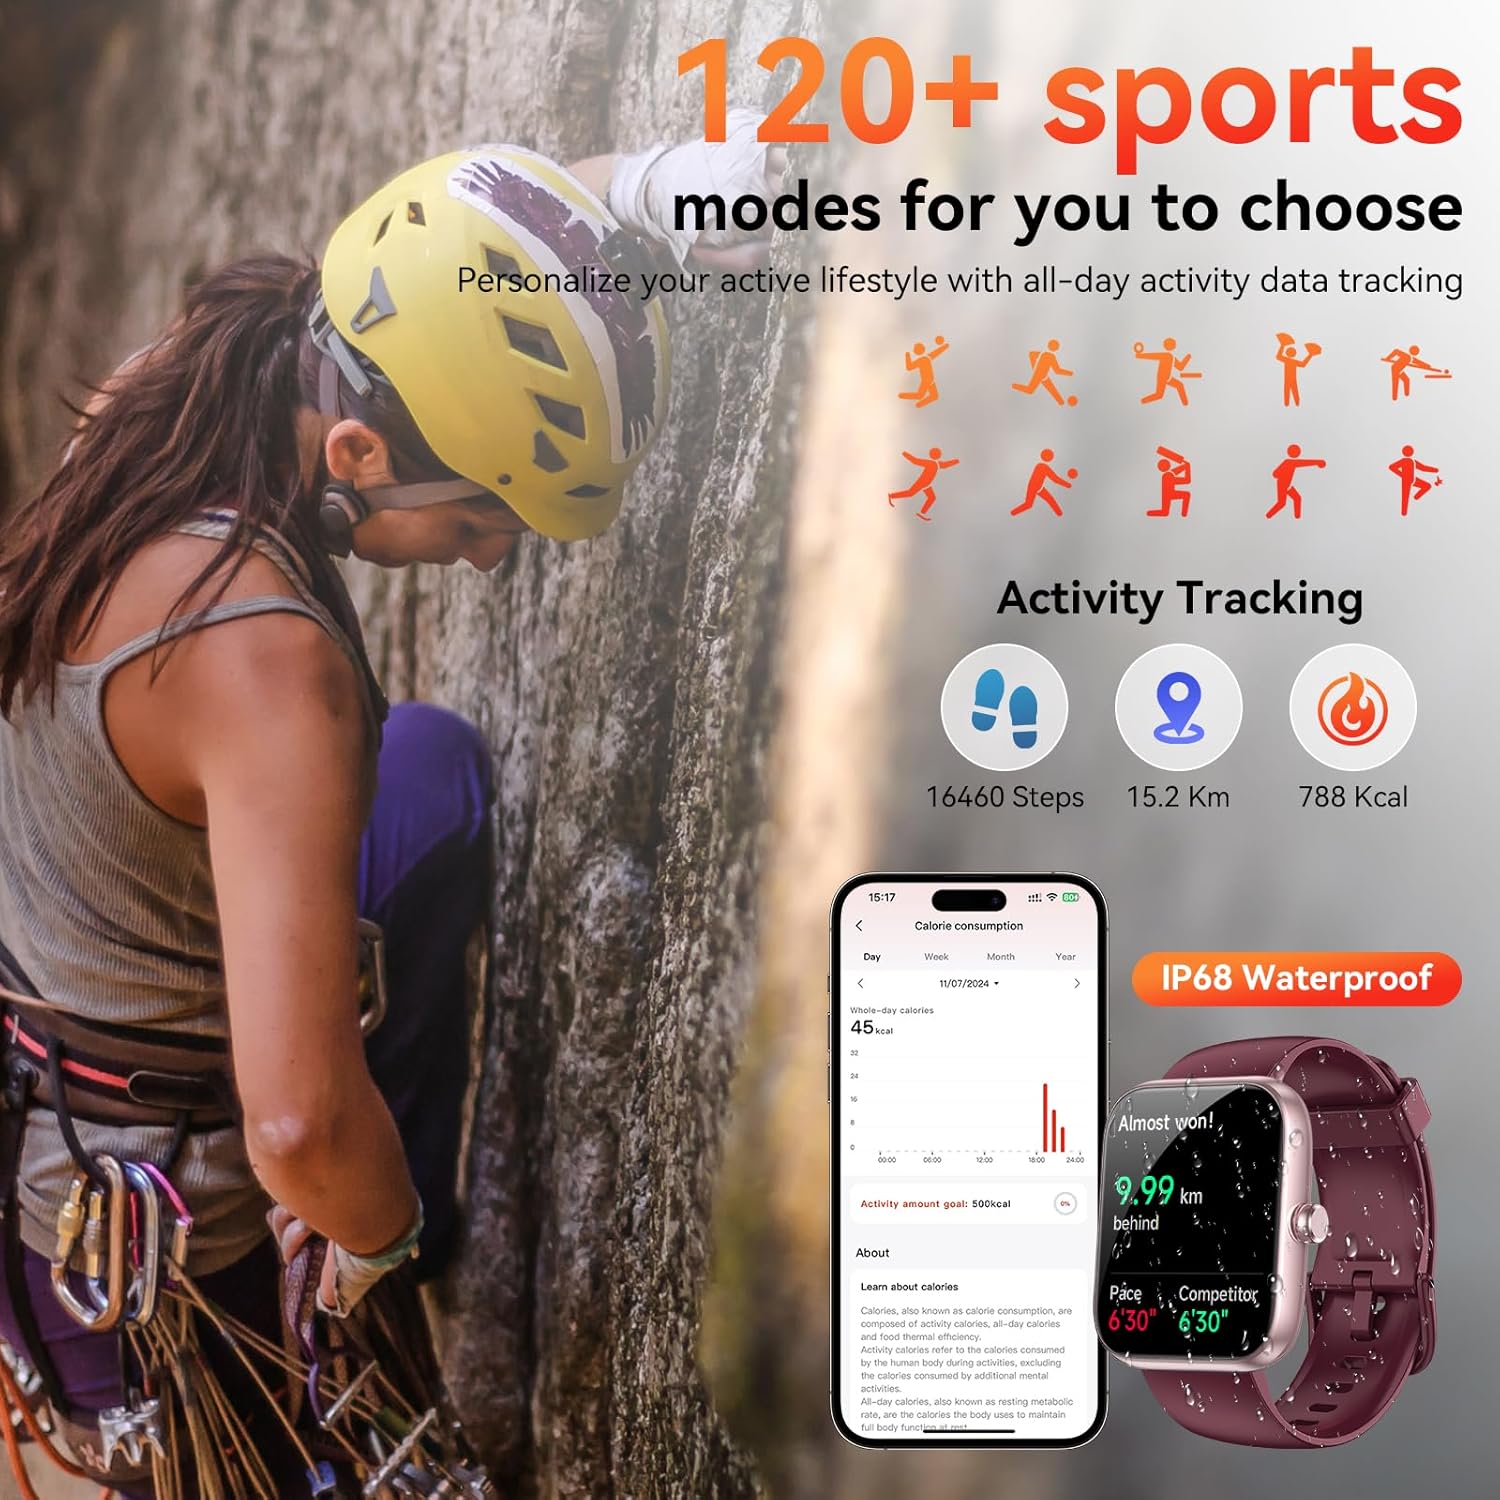 120+ sports
modes for you to choose
Personalize your active lifestyle with all-day activity data tracking
Activity Tracking
16460 Steps
15.2 Km
788 Kcal
15:17
80+
Calorie consumption
Day Week Month Year
11/07/2024
Whole-day calories
45 kcal
32
24
16
8
0
00:00 06:00 12:00 18:00 24:00
Activity amount goal: 500kcal
0%
About
Learn about calories
Calories, also known as calorie consumption, are
composed of activity calories, all-day calories
and food thermal efficiency.
Activity calories refer to the calories consumed
by the human body during activities, excluding
the calories consumed by additional mental
activities.
All-day calories, also known as resting metabolic
rate, are the calories the body uses to maintain
full body function at rest
IP68 Waterproof
Almost won!
9.99 km
behind
Pace Competitor
6'30" 6'30"